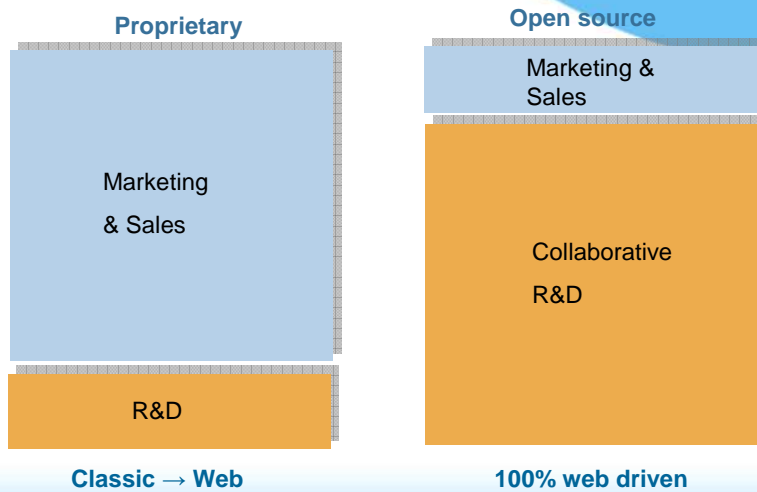 Proprietary
Marketing
& Sales
R&D
Classic → Web
Open source
Marketing &
Sales
Collaborative
R&D
100% web driven